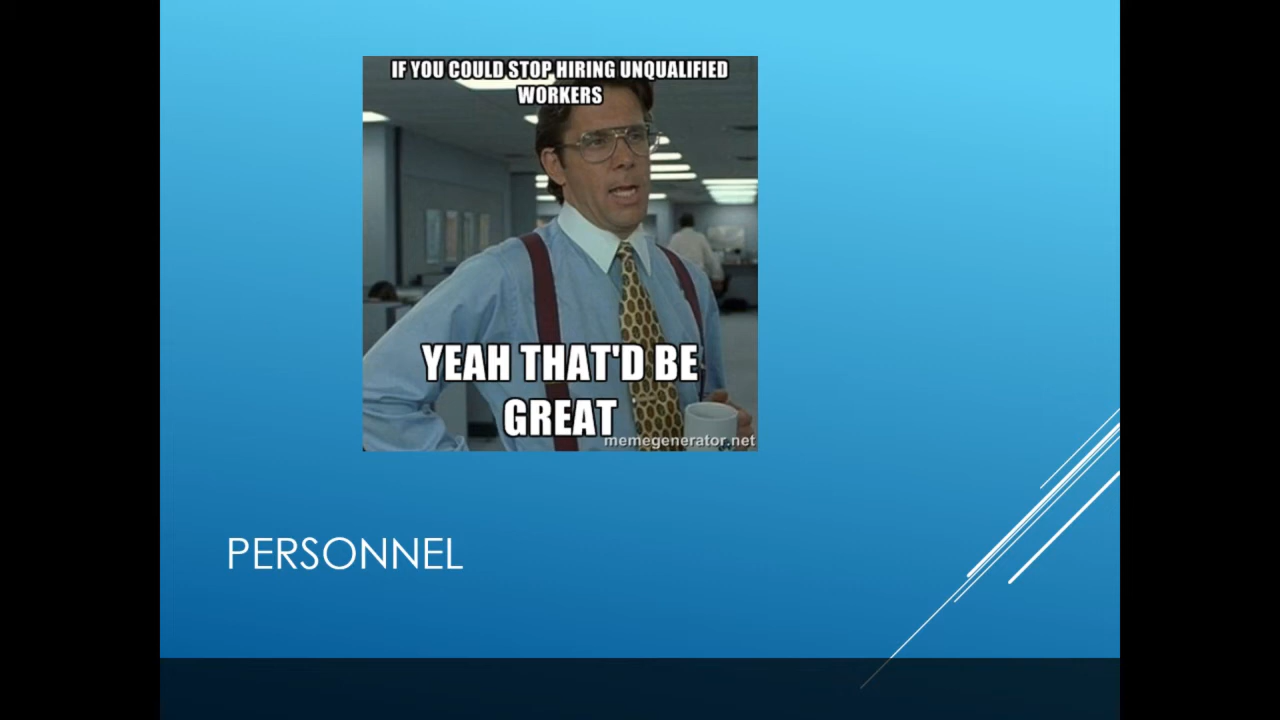 IF YOU COULD STOP HIRING UNQUALIFIED
WORKERS
YEAH THAT'D BE
GREAT
memegenerator.net
PERSONNEL